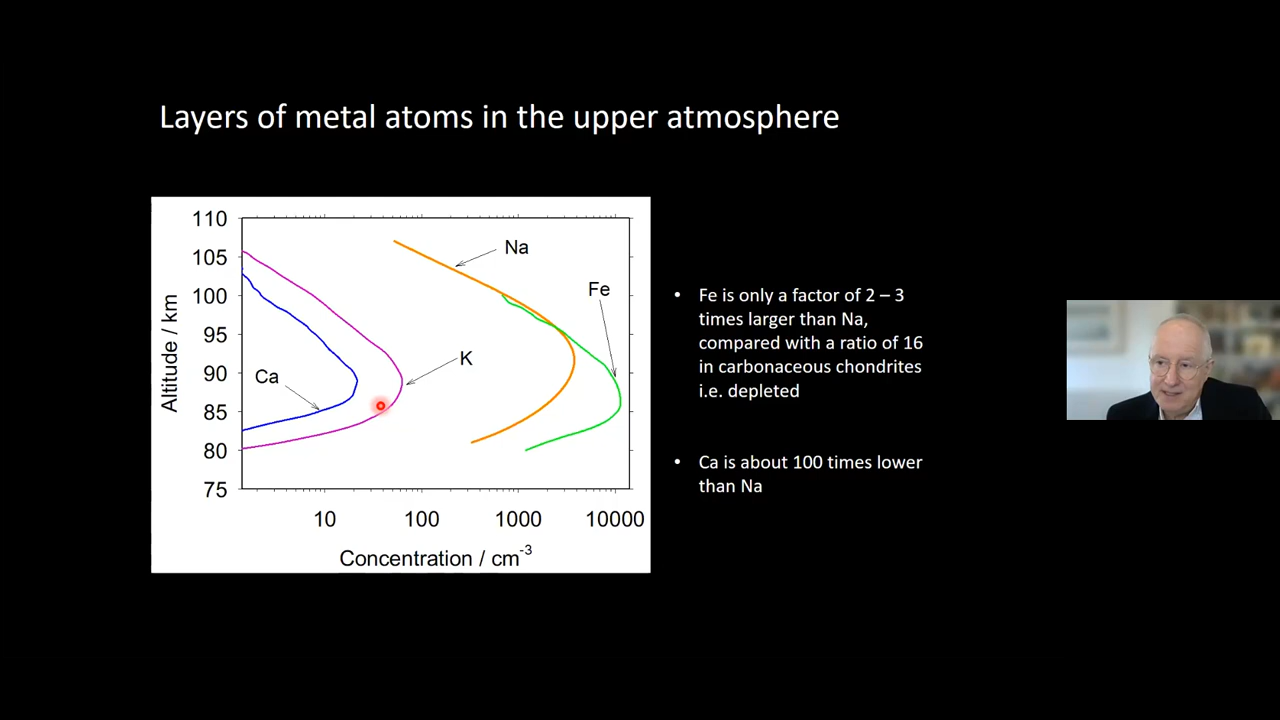 Layers of metal atoms in the upper atmosphere
110
105
100
95
90
85
80
75
Altitude / km
Na
Fe
K
Ca
10
100
1000
10000
Concentration / cm⁻³
• Fe is only a factor of 2 – 3
times larger than Na,
compared with a ratio of 16
in carbonaceous chondrites
i.e. depleted
• Ca is about 100 times lower
than Na